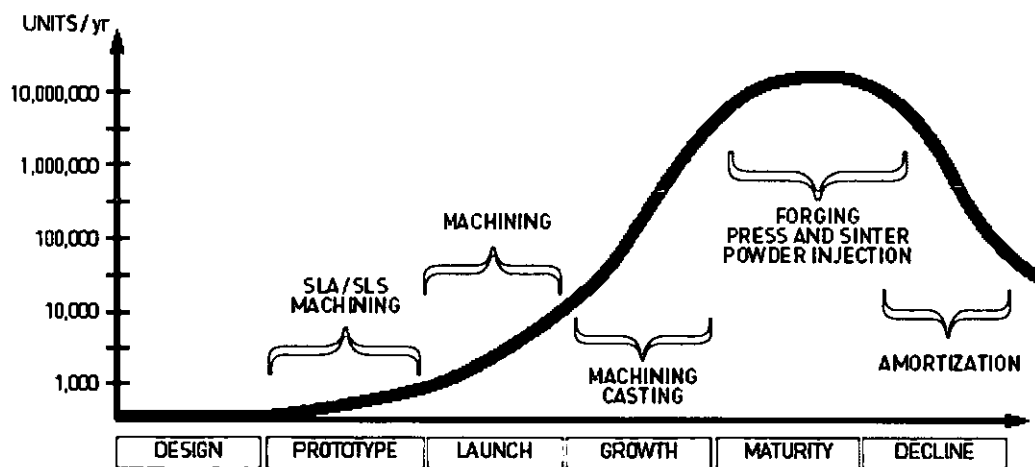 UNITS/yr
10,000,000
1,000,000
100,000
10,000
1,000
SLA/SLS
MACHINING
MACHINING
MACHINING
CASTING
FORGING
PRESS AND SINTER
POWDER INJECTION
AMORTIZATION
DESIGN
PROTOTYPE
LAUNCH
GROWTH
MATURITY
DECLINE